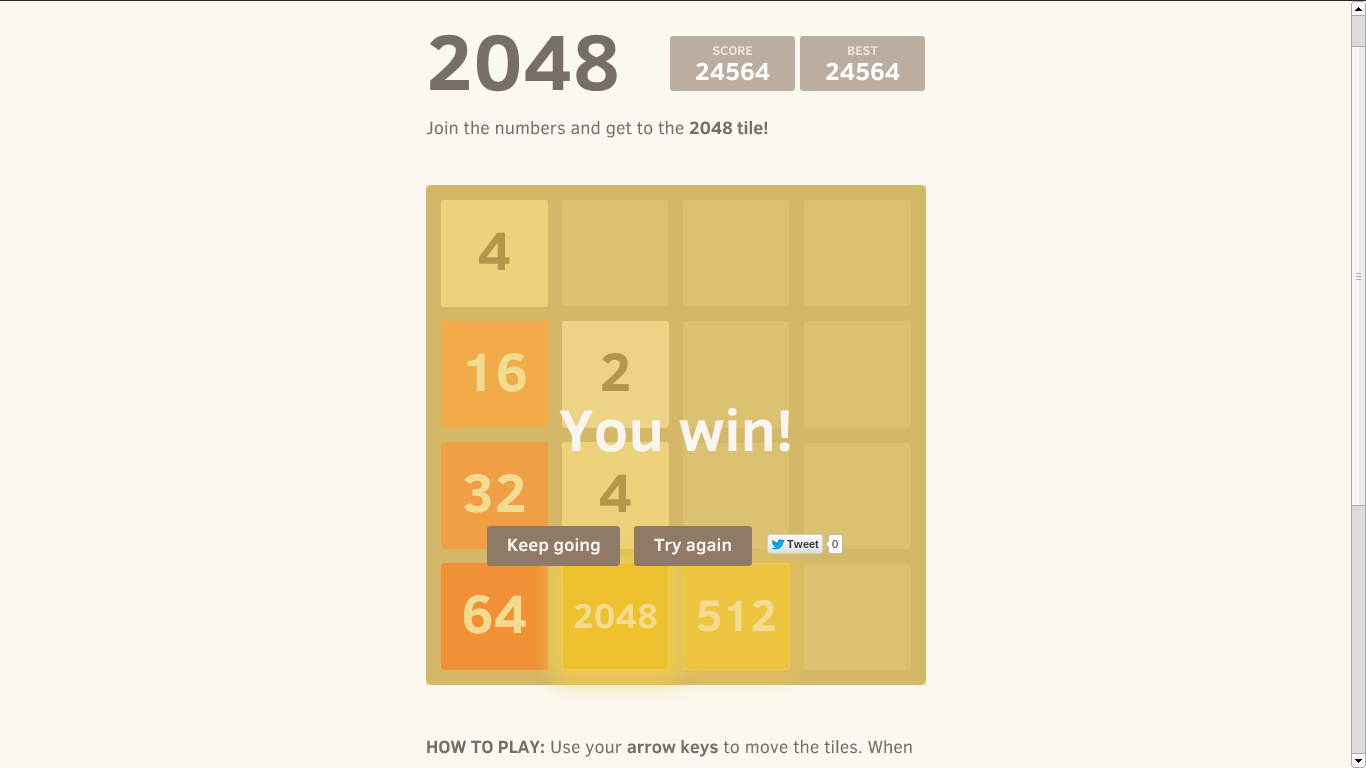 2048
SCORE
24564
BEST
24564
Join the numbers and get to the 2048 tile!
4
16
2
You win!
32
4
Keep going
Try again
Tweet
0
64
2048
512
HOW TO PLAY: Use your arrow keys to move the tiles. When